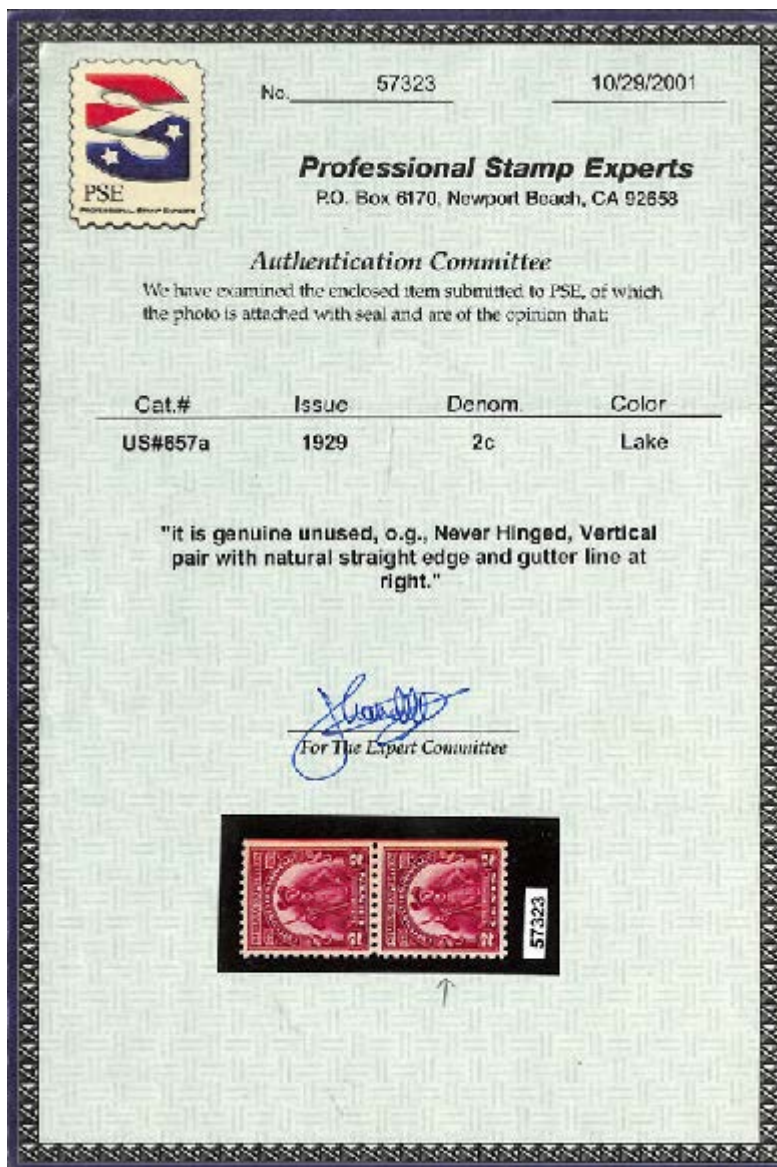 No. 57323 10/29/2001
PSE
PROFESSIONAL STAMP EXPERTS
Professional Stamp Experts
P.O. Box 6170, Newport Beach, CA 92658
Authentication Committee
We have examined the enclosed item submitted to PSE, of which
the photo is attached with seal and are of the opinion that:
Cat.# Issue Denom. Color
US#657a 1929 2c Lake
"it is genuine unused, o.g., Never Hinged, Vertical
pair with natural straight edge and gutter line at
right."
For The Expert Committee
57323